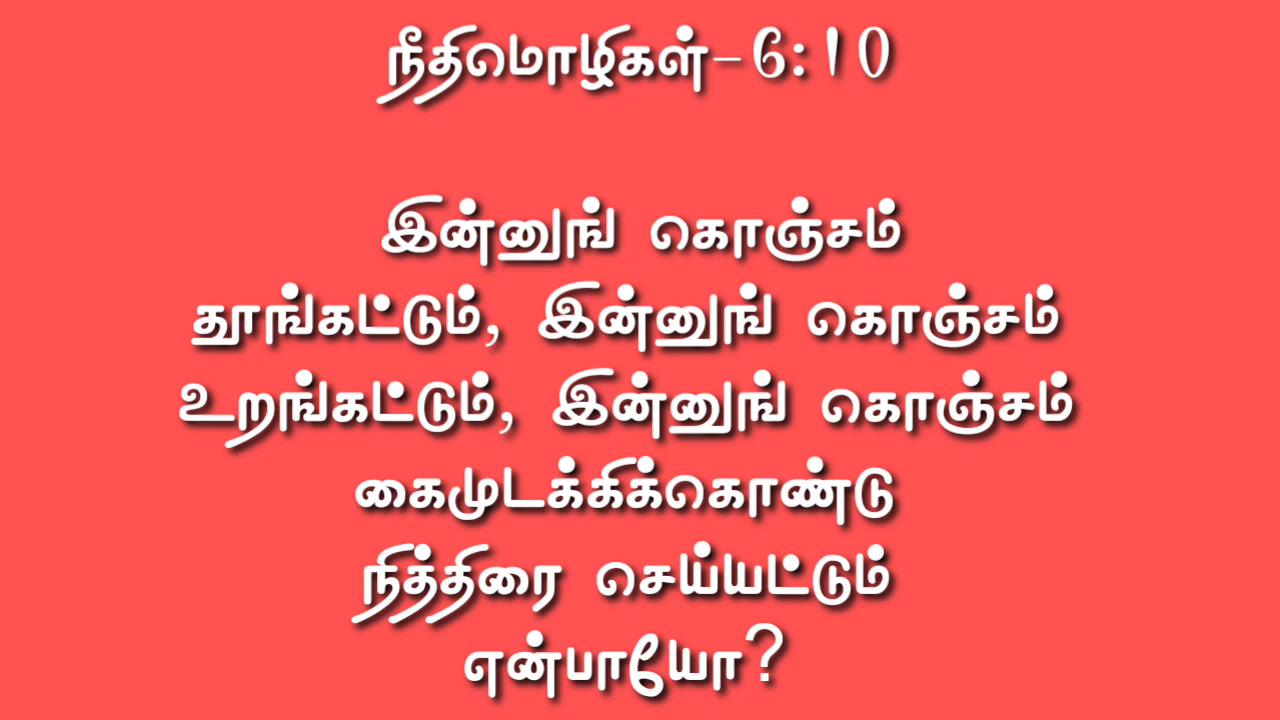 நீதிமொழிகள்-6:10
இன்னுங் கொஞ்சம்
தூங்கட்டும், இன்னுங் கொஞ்சம்
உறங்கட்டும், இன்னுங் கொஞ்சம்
கைமுடக்கிக்கொண்டு
நித்திரை செய்யட்டும்
என்பாயோ?